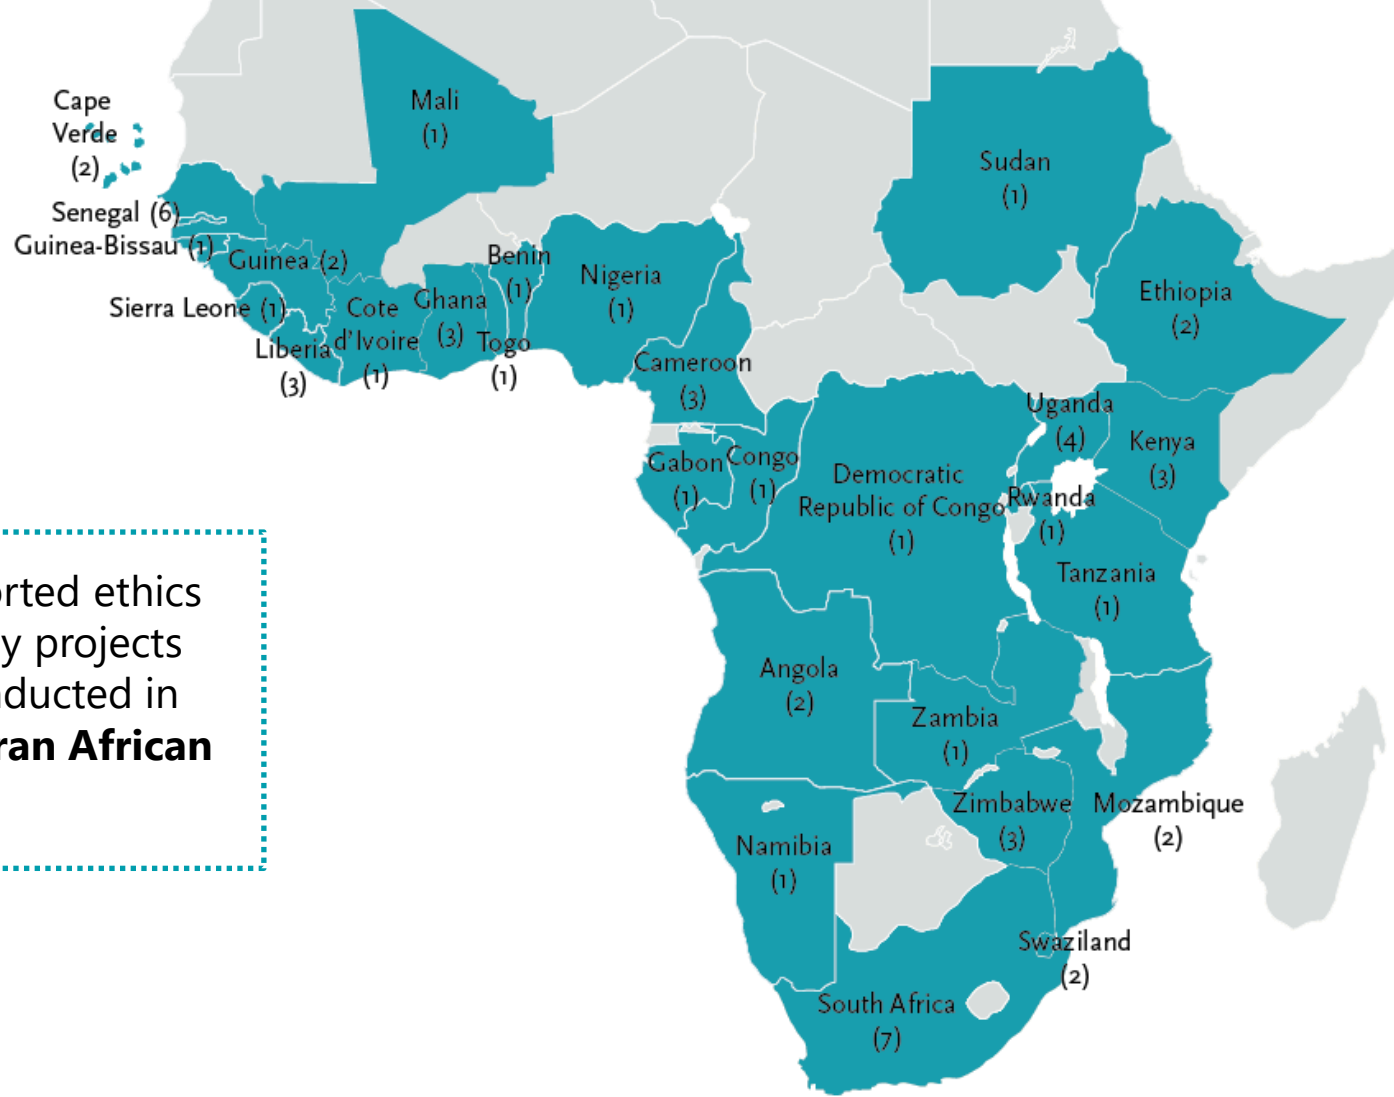 Cape
Verde
(2)
Mali
(1)
Sudan
(1)
Senegal (6)
Guinea-Bissau (1)
Guinea (2)
Benin
(1)
Nigeria
(1)
Ethiopia
(2)
Sierra Leone (1)
Cote
d'Ivoire
(1)
Ghana
(3)
Togo
(1)
Liberia
(3)
Cameroon
(3)
Uganda
(4)
Kenya
(3)
Gabon
(1)
Congo
(1)
Democratic
Republic of Congo
(1)
Rwanda
(1)
Tanzania
(1)
orted ethics
y projects
nducted in
ran African
Angola
(2)
Zambia
(1)
Zimbabwe
(3)
Mozambique
(2)
Namibia
(1)
Swaziland
(2)
South Africa
(7)